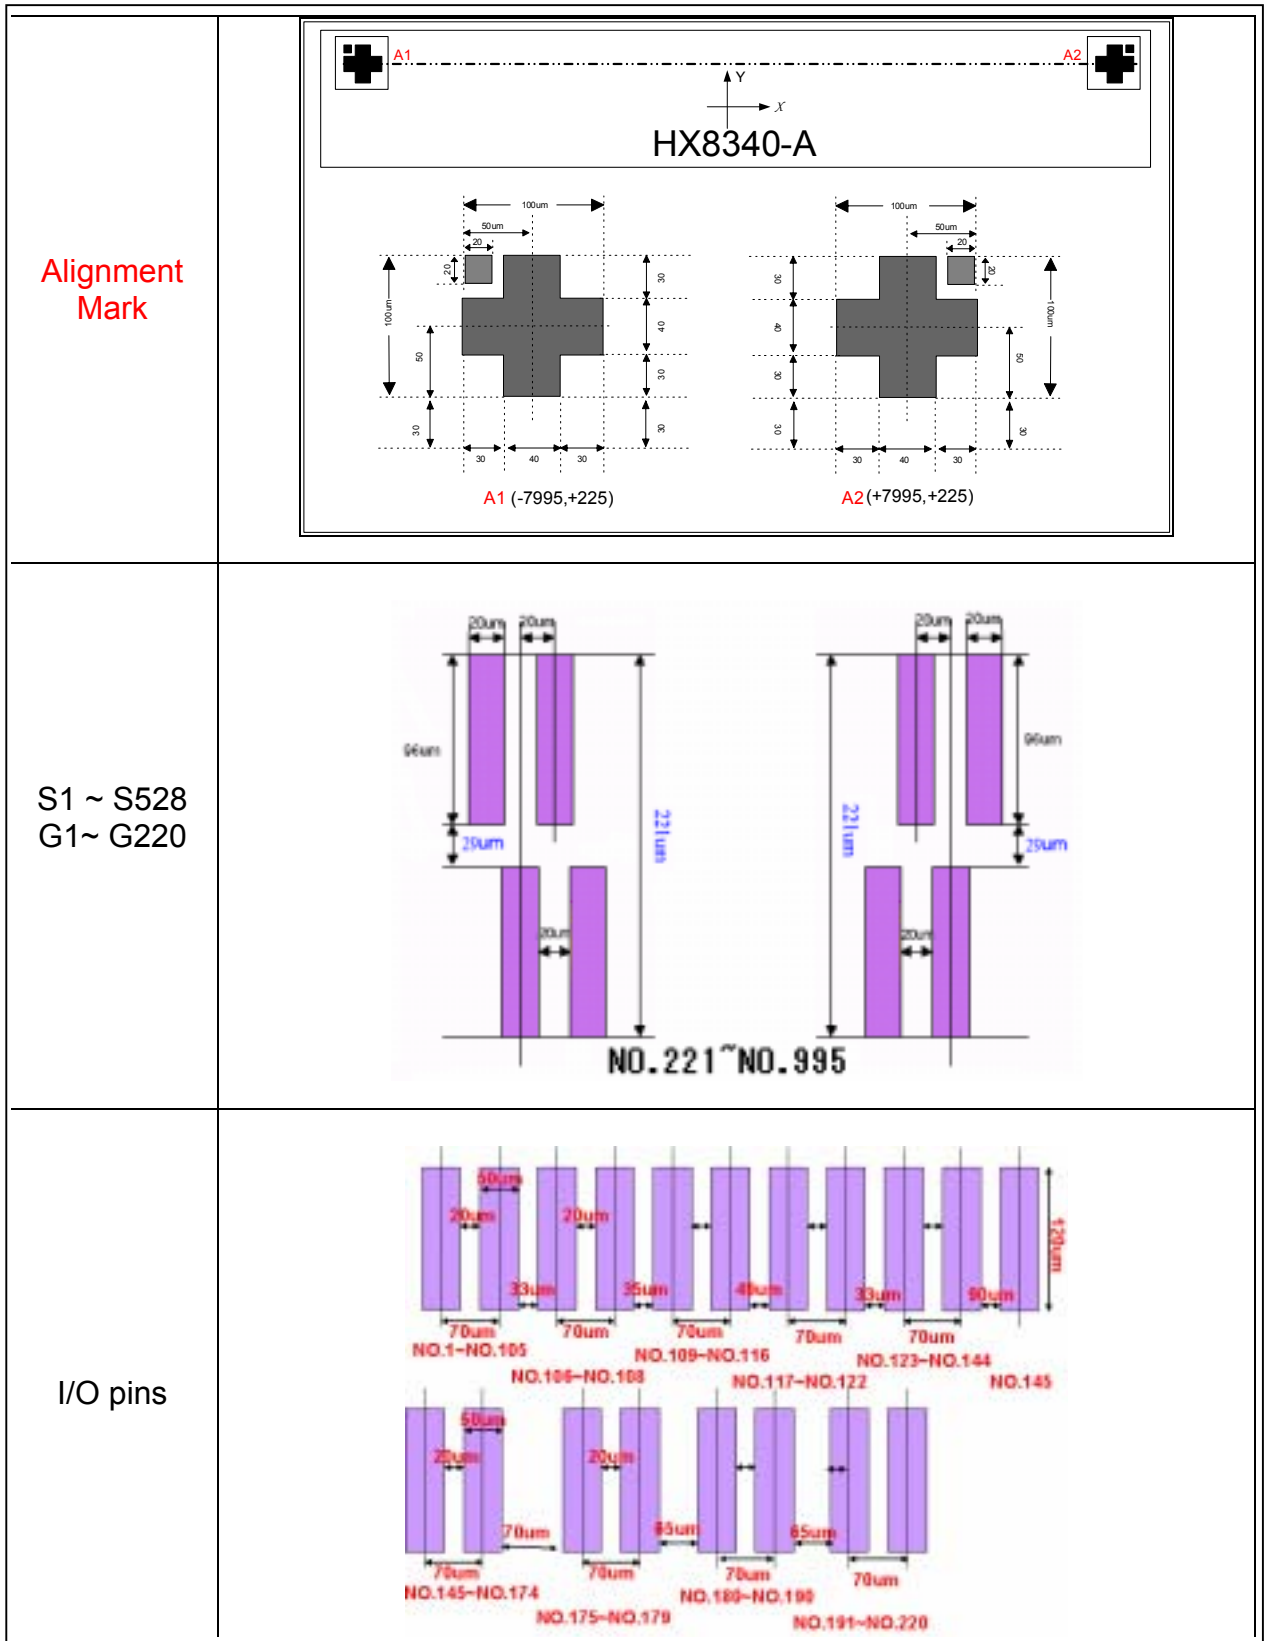 A1
A2
Y
X
HX8340-A
Alignment
Mark
100um
50um
20
20
100um
50
30
30
40
30
30
30
40
30
A1 (-7995,+225)
100um
50um
20
20
100um
50
30
30
40
30
30
30
40
30
A2 (+7995,+225)
S1 ~ S528
G1~ G220
20um 20um
20um 20um
96um
96um
221um
221um
29um
29um
20um
20um
NO.221~NO.995
I/O pins
50um
20um 20um
120um
33um 35um 33um 90um
70um 70um 70um 70um 70um
NO.1~NO.105 NO.109~NO.116 NO.123~NO.144
NO.106~NO.108 NO.117~NO.122 NO.145
50um
20um 20um
70um 65um 65um
70um 70um 70um 70um
NO.145~NO.174 NO.180~NO.190
NO.175~NO.179 NO.191~NO.220